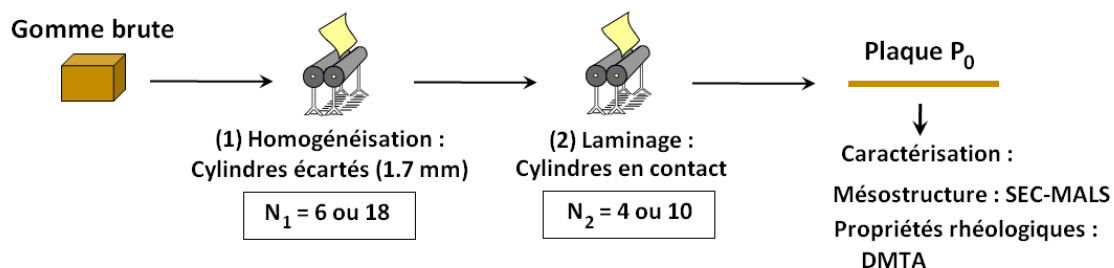 Gomme brute
(1) Homogénéisation :
Cylindres écartés (1.7 mm)
N1 = 6 ou 18
(2) Laminage :
Cylindres en contact
N2 = 4 ou 10
Plaque P0
Caractérisation :
Mésostructure : SEC-MALS
Propriétés rhéologiques :
DMTA